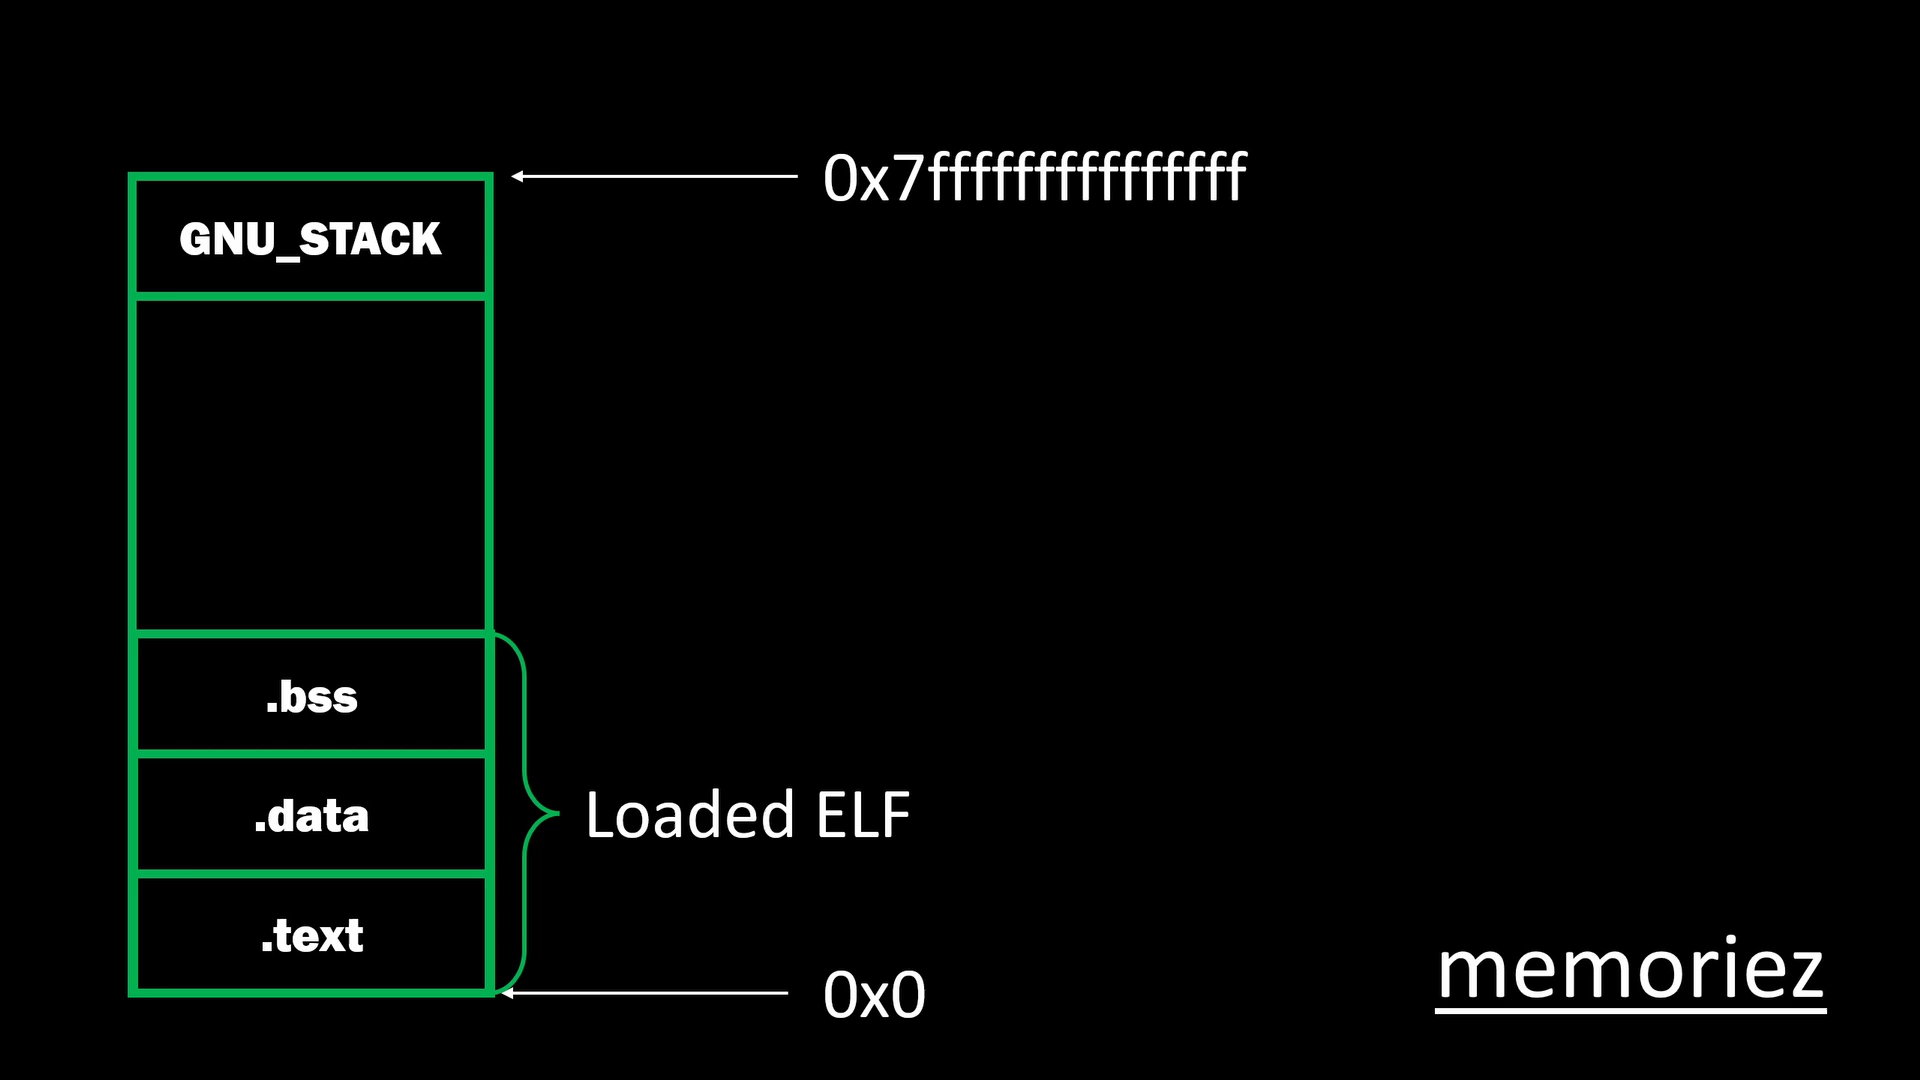 0x7fffffffffffffff
GNU_STACK
.bss
.data
Loaded ELF
.text
0x0
memoriez